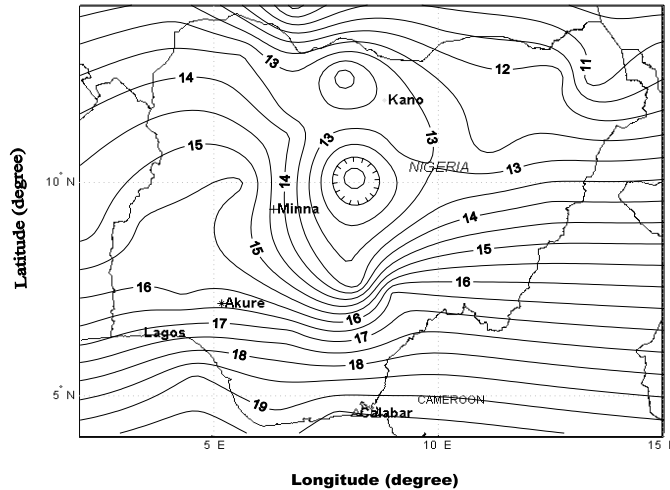 13
11
12
14
Kano
13
13
15
NIGERIA
13
10° N
14
Minna
14
15
15
16
16
Akure
16
17
17
Lagos
18
18
5° N
19
CAMEROON
Calabar
5 E
10 E
15 E
Latitude (degree)
Longitude (degree)